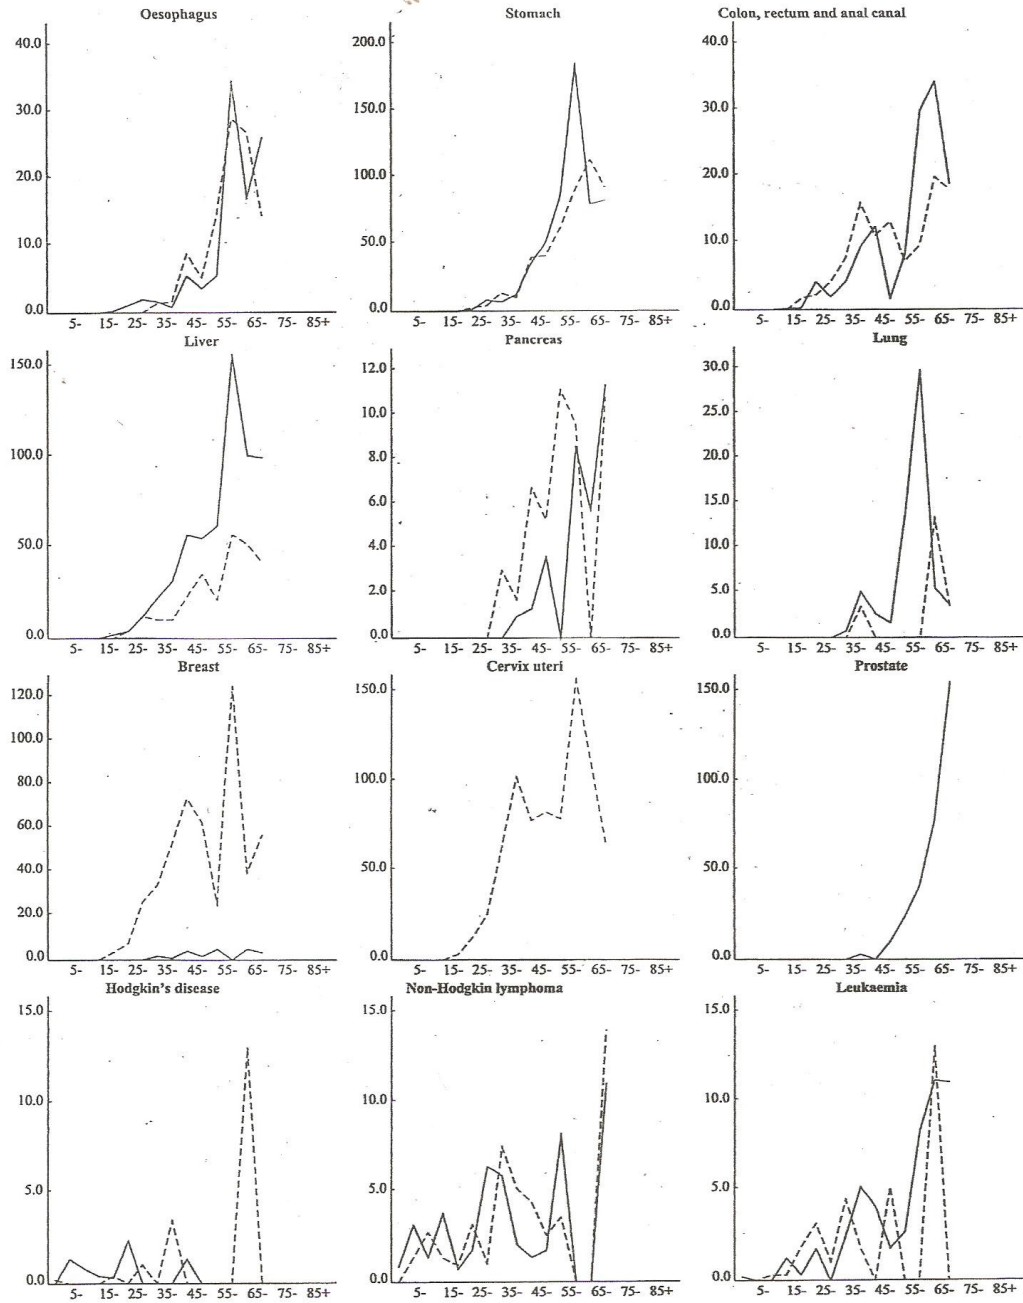 Oesophagus
40.0
30.0
20.0
10.0
0.0
5- 15- 25- 35- 45- 55- 65- 75- 85+
Stomach
200.0
150.0
100.0
50.0
0.0
5- 15- 25- 35- 45- 55- 65- 75- 85+
Colon, rectum and anal canal
40.0
30.0
20.0
10.0
0.0
5- 15- 25- 35- 45- 55- 65- 75- 85+
Liver
150.0
100.0
50.0
0.0
5- 15- 25- 35- 45- 55- 65- 75- 85+
Pancreas
12.0
10.0
8.0
6.0
4.0
2.0
0.0
5- 15- 25- 35- 45- 55- 65- 75- 85+
Lung
30.0
25.0
20.0
15.0
10.0
5.0
0.0
5- 15- 25- 35- 45- 55- 65- 75- 85+
Breast
120.0
100.0
80.0
60.0
40.0
20.0
0.0
5- 15- 25- 35- 45- 55- 65- 75- 85+
Cervix uteri
150.0
100.0
50.0
0.0
5- 15- 25- 35- 45- 55- 65- 75- 85+
Prostate
150.0
100.0
50.0
0.0
5- 15- 25- 35- 45- 55- 65- 75- 85+
Hodgkin's disease
15.0
10.0
5.0
0.0
5- 15- 25- 35- 45- 55- 65- 75- 85+
Non-Hodgkin lymphoma
15.0
10.0
5.0
0.0
5- 15- 25- 35- 45- 55- 65- 75- 85+
Leukaemia
15.0
10.0
5.0
0.0
5- 15- 25- 35- 45- 55- 65- 75- 85+